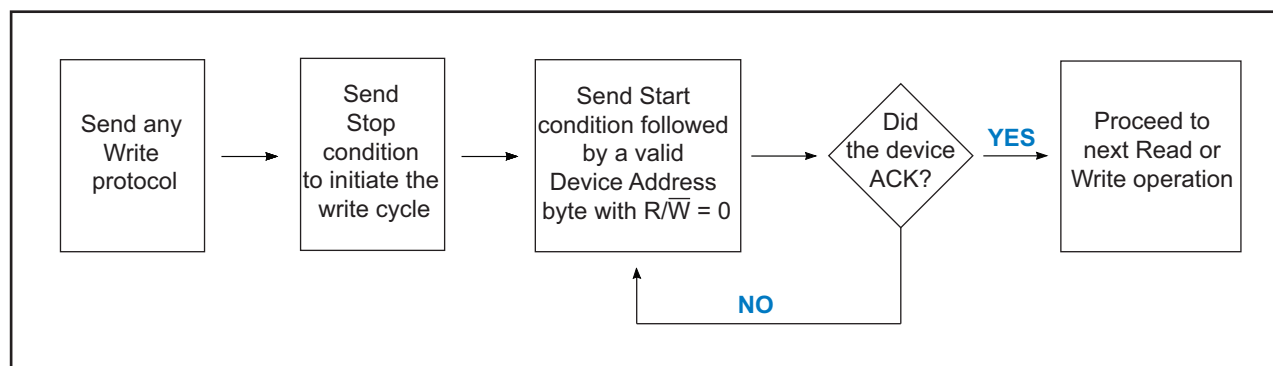 Send any
Write
protocol
Send
Stop
condition
to initiate the
write cycle
Send Start
condition followed
by a valid
Device Address
byte with R/W̅ = 0
Did
the device
ACK?
YES
NO
Proceed to
next Read or
Write operation